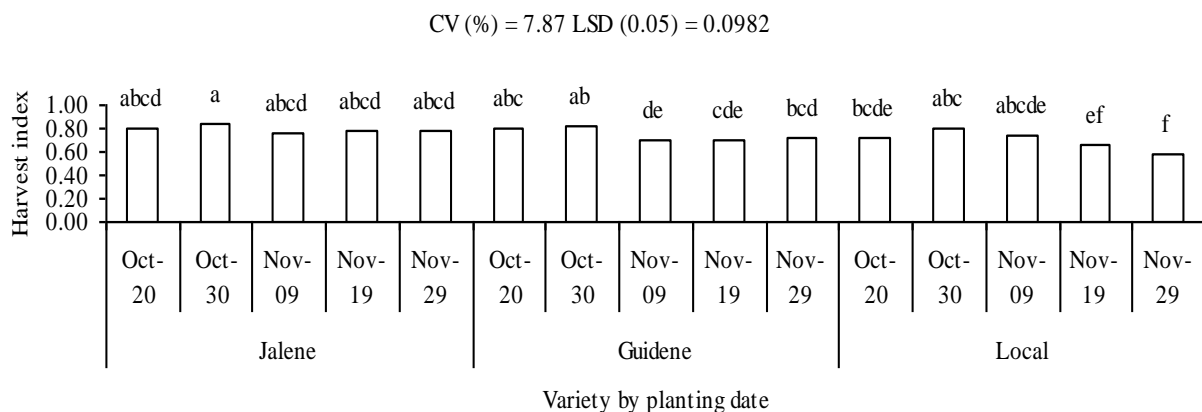 CV (%) = 7.87 LSD (0.05) = 0.0982
Harvest index
1.00
0.80
0.60
0.40
0.20
0.00
abcd a abcd abcd abcd abc ab de cde bcd bcde abc abcde ef f
Oct- Oct- Nov- Nov- Nov- Oct- Oct- Nov- Nov- Nov- Oct- Oct- Nov- Nov- Nov-
20 30 09 19 29 20 30 09 19 29 20 30 09 19 29
Jalene Guidene Local
Variety by planting date